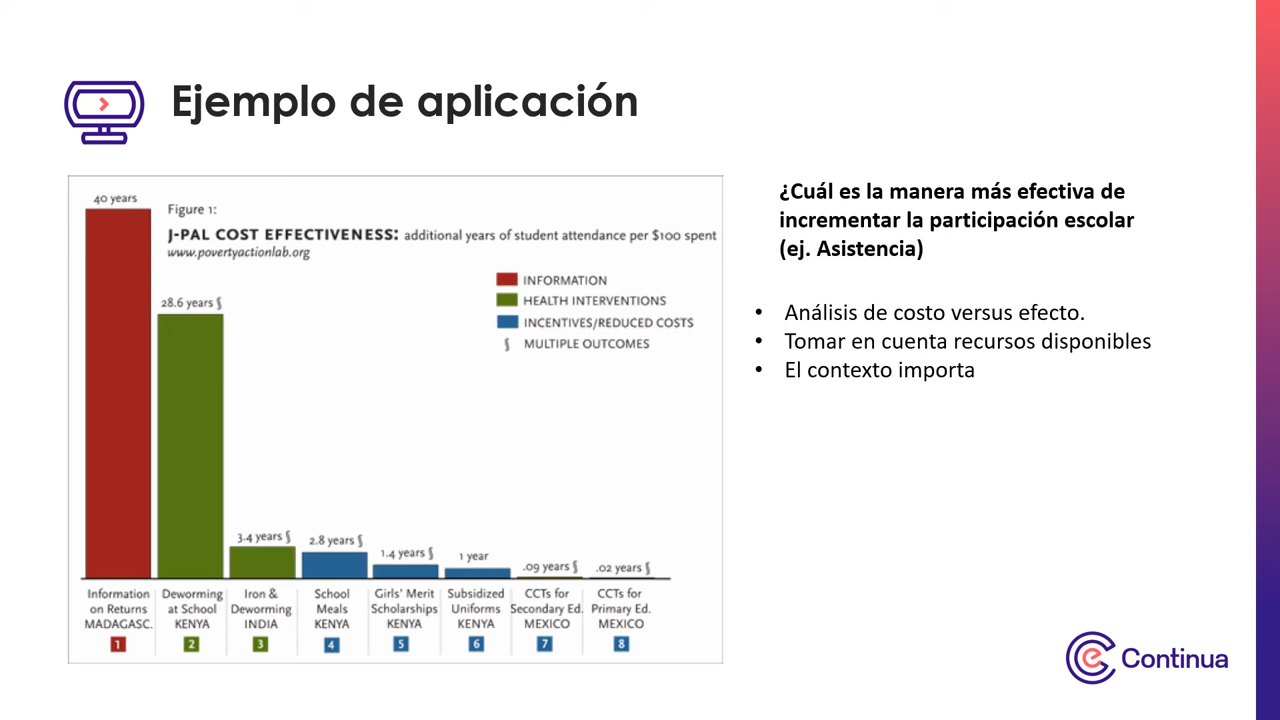 Ejemplo de aplicación
40 years
Figure 1:
J-PAL COST EFFECTIVENESS: additional years of student attendance per $100 spent
www.povertyactionlab.org
INFORMATION
HEALTH INTERVENTIONS
INCENTIVES/REDUCED COSTS
§ MULTIPLE OUTCOMES
28.6 years §
3.4 years §
2.8 years §
1.4 years §
1 year
.09 years §
.02 years §
Information
on Returns
MADAGASC.
1
Deworming
at School
KENYA
2
Iron &
Deworming
INDIA
3
School
Meals
KENYA
4
Girls' Merit
Scholarships
KENYA
5
Subsidized
Uniforms
KENYA
6
CCTs for
Secondary Ed.
MEXICO
7
CCTs for
Primary Ed.
MEXICO
8
¿Cuál es la manera más efectiva de
incrementar la participación escolar
(ej. Asistencia)
• Análisis de costo versus efecto.
• Tomar en cuenta recursos disponibles
• El contexto importa
e Continua